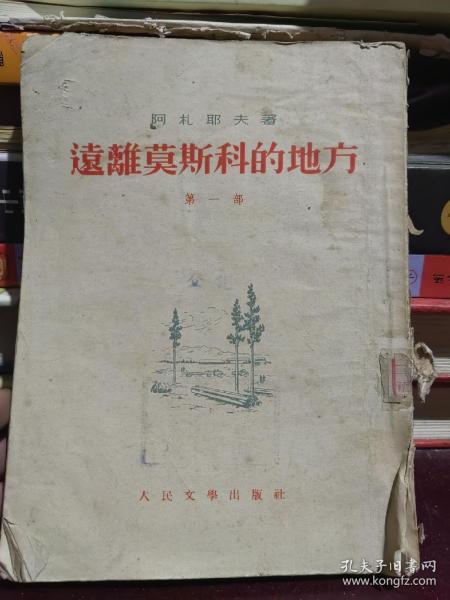 阿札耶夫著
遠離莫斯科的地方
第一部
人民文學出版社
孔夫子旧书网
www.kongfz.com